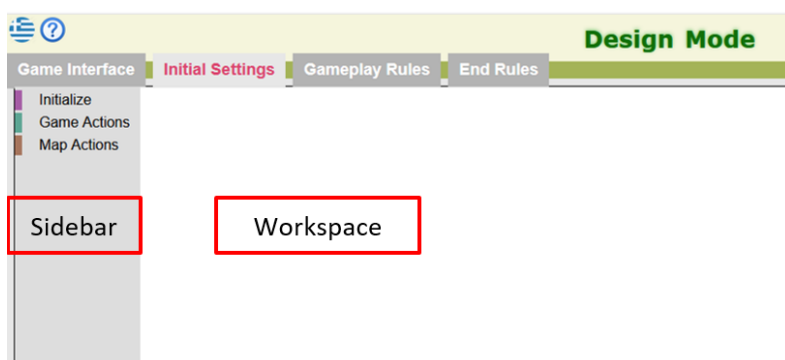 Design Mode
Game Interface Initial Settings Gameplay Rules End Rules
Initialize
Game Actions
Map Actions
Sidebar Workspace